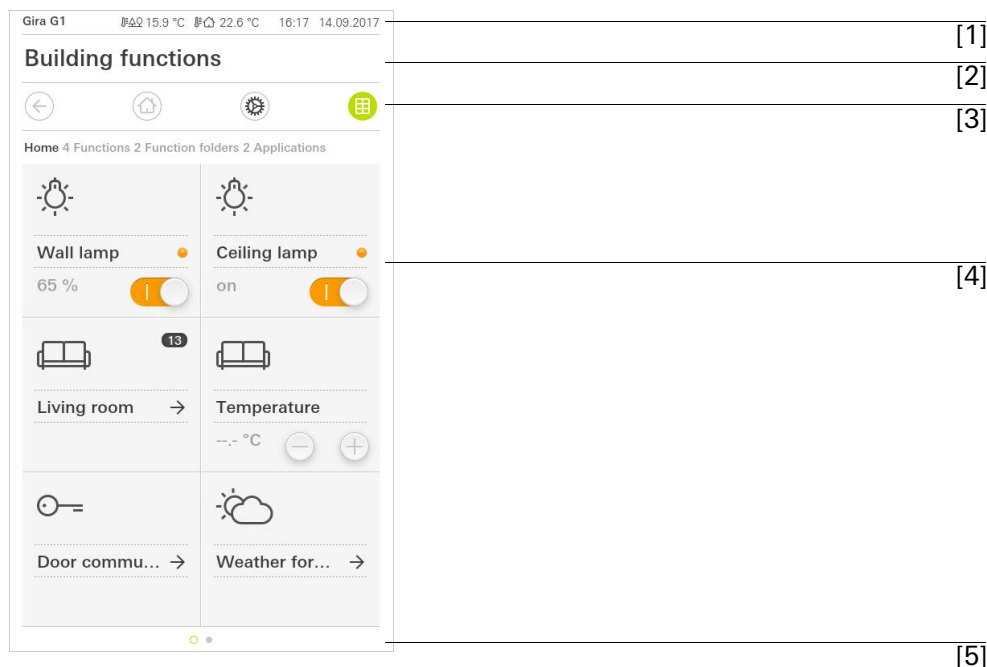 Gira G1 15.9 °C 22.6 °C 16:17 14.09.2017
[1]
Building functions
[2]
[3]
Home 4 Functions 2 Function folders 2 Applications
Wall lamp Ceiling lamp
[4]
65 % on
13
Living room → Temperature
--.- °C
Door commu... → Weather for... →
[5]